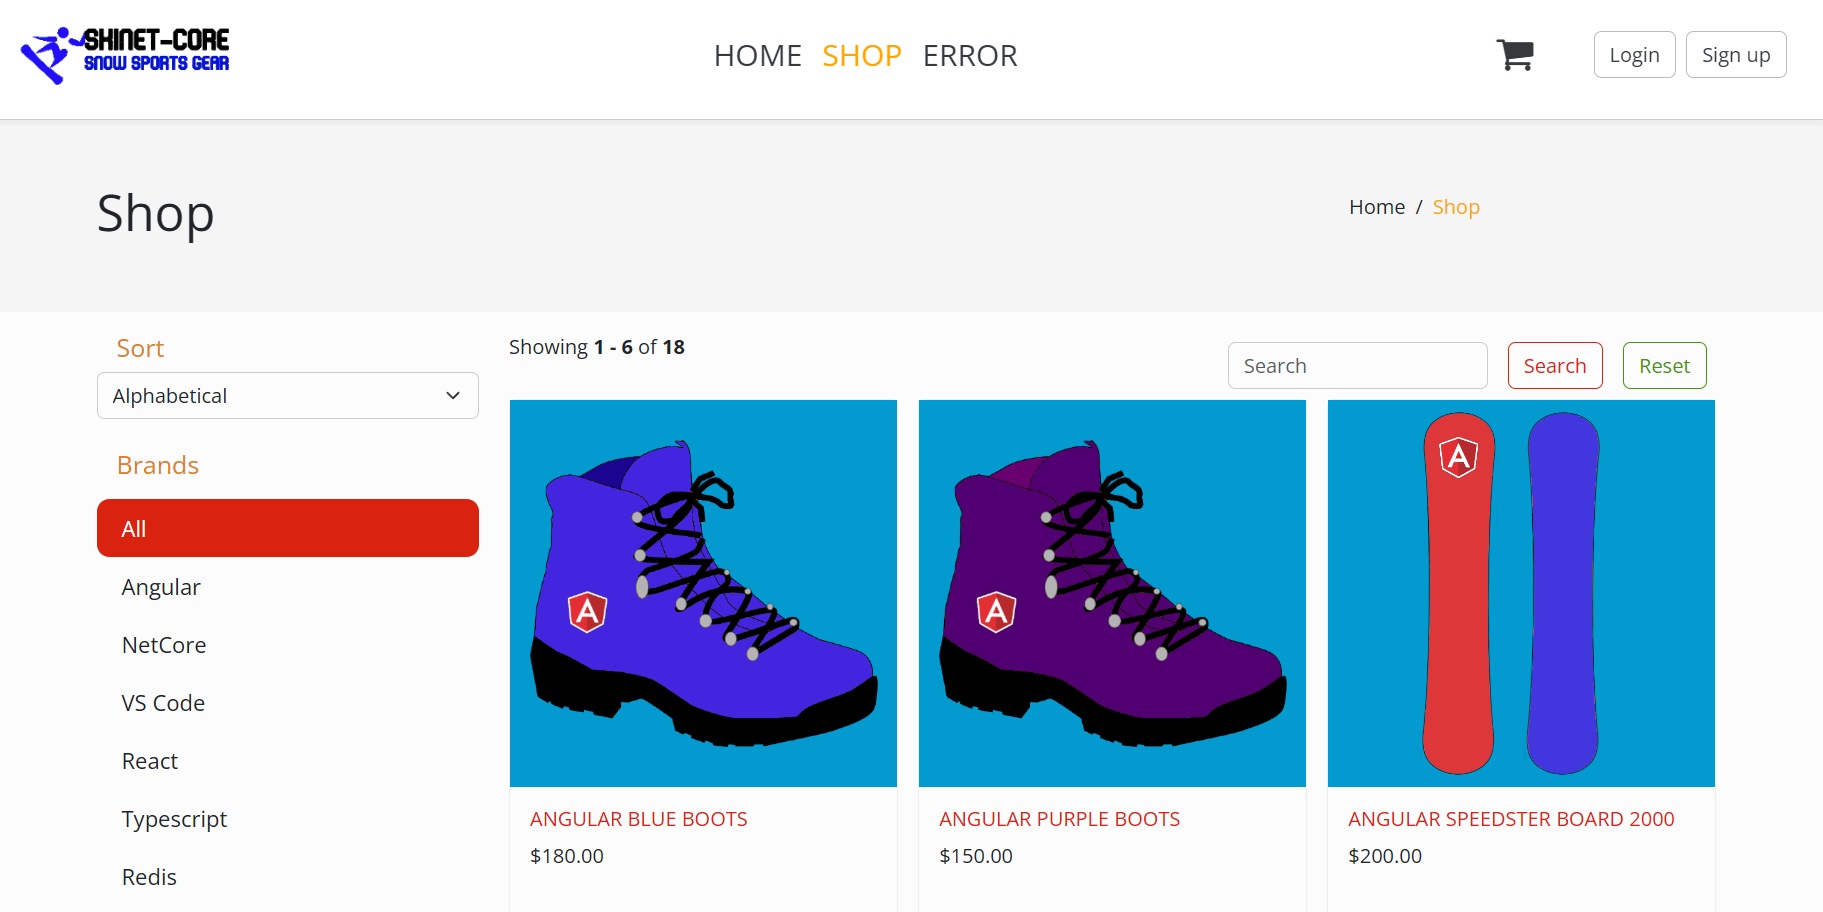 SKINET-CORE
SNOW SPORTS GEAR
HOME SHOP ERROR
Login Sign up
Shop
Home / Shop
Sort
Alphabetical
Brands
All
Angular
NetCore
VS Code
React
Typescript
Redis
Showing 1 - 6 of 18
Search Search Reset
A
A
A
ANGULAR BLUE BOOTS
$180.00
ANGULAR PURPLE BOOTS
$150.00
ANGULAR SPEEDSTER BOARD 2000
$200.00